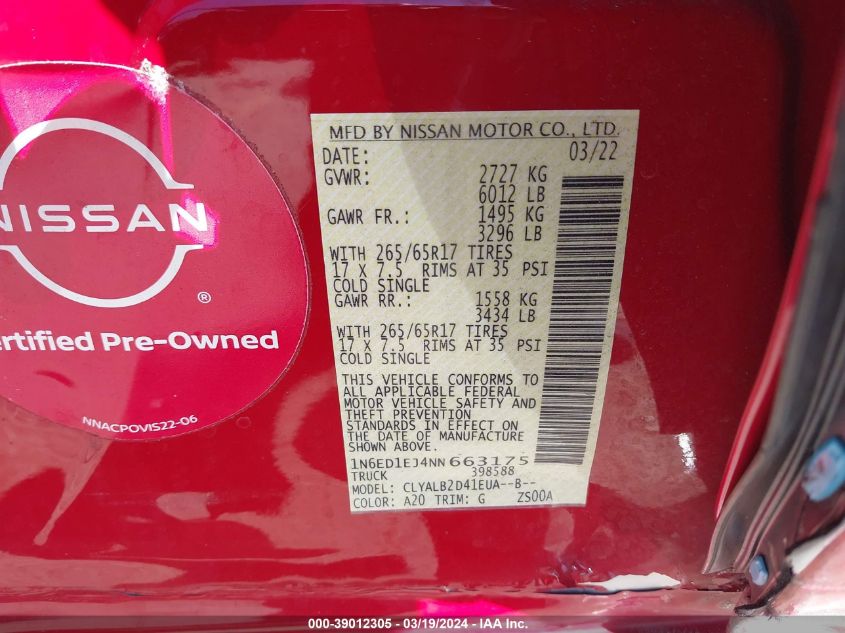 NISSAN
®
ertified Pre-Owned
NNACPOVIS22-06
MFD BY NISSAN MOTOR CO., LTD.
DATE: 03/22
GVWR: 2727 KG
6012 LB
GAWR FR.: 1495 KG
3296 LB
WITH 265/65R17 TIRES
17 X 7.5 RIMS AT 35 PSI
COLD SINGLE
GAWR RR.: 1558 KG
3434 LB
WITH 265/65R17 TIRES
17 X 7.5 RIMS AT 35 PSI
COLD SINGLE
THIS VEHICLE CONFORMS TO
ALL APPLICABLE FEDERAL
MOTOR VEHICLE SAFETY AND
THEFT PREVENTION
STANDARDS IN EFFECT ON
THE DATE OF MANUFACTURE
SHOWN ABOVE.
1N6ED1EJ4NN663175
TRUCK 398588
MODEL: CLYALB2D41EUA--B--
COLOR: A20 TRIM: G ZS00A
000-39012305 / 03/19/2024 - IAA Inc.